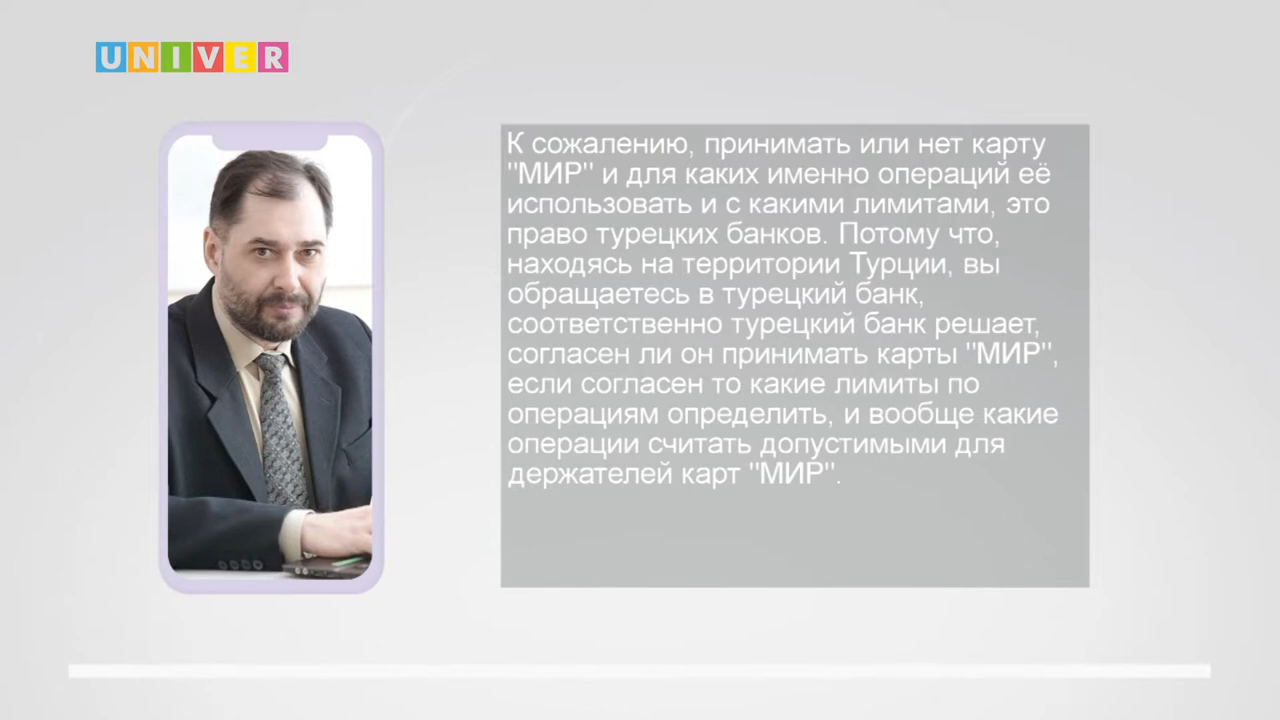 UNIVER
К сожалению, принимать или нет карту
"МИР" и для каких именно операций её
использовать и с какими лимитами, это
право турецких банков. Потому что,
находясь на территории Турции, вы
обращаетесь в турецкий банк,
соответственно турецкий банк решает,
согласен ли он принимать карты "МИР",
если согласен то какие лимиты по
операциям определить, и вообще какие
операции считать допустимыми для
держателей карт "МИР".